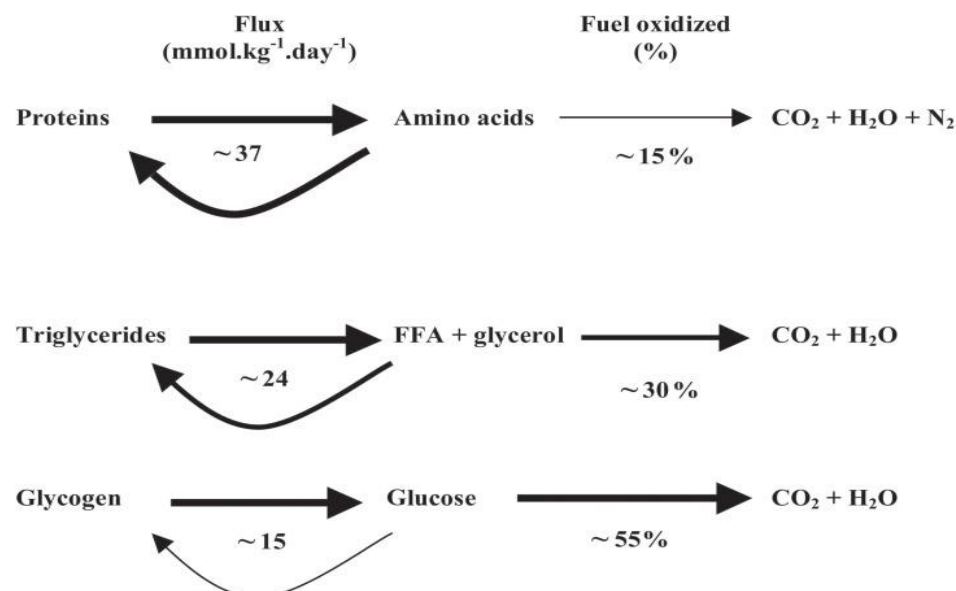 Flux
(mmol.kg⁻¹.day⁻¹)
Fuel oxidized
(%)
Proteins
~37
Amino acids
~15%
CO₂ + H₂O + N₂
Triglycerides
~24
FFA + glycerol
~30%
CO₂ + H₂O
Glycogen
~15
Glucose
~55%
CO₂ + H₂O